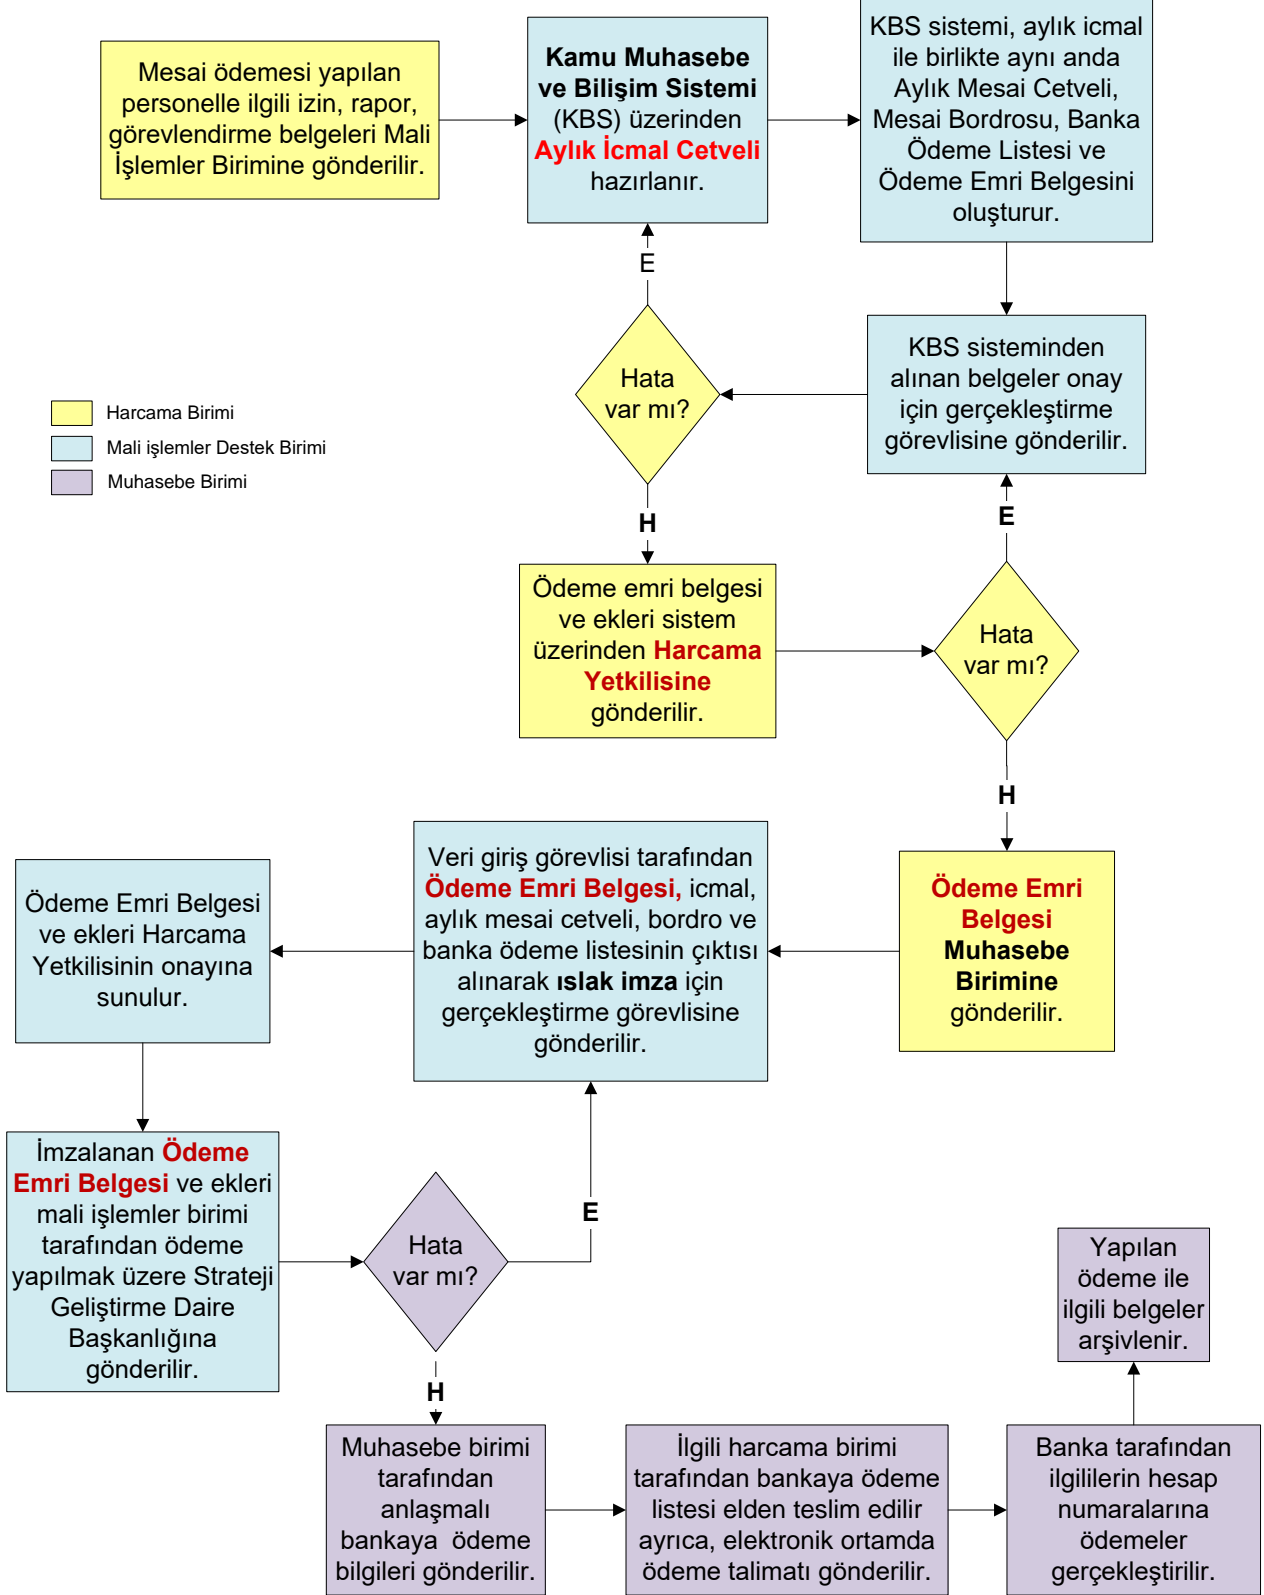 Mesai ödemesi yapılan
personelle ilgili izin, rapor,
görevlendirme belgeleri Mali
İşlemler Birimine gönderilir.
Kamu Muhasebe
ve Bilişim Sistemi
(KBS) üzerinden
Aylık İcmal Cetveli
hazırlanır.
KBS sistemi, aylık icmal
ile birlikte aynı anda
Aylık Mesai Cetveli,
Mesai Bordrosu, Banka
Ödeme Listesi ve
Ödeme Emri Belgesini
oluşturur.
E
Hata
var mı?
KBS sisteminden
alınan belgeler onay
için gerçekleştirme
görevlisine gönderilir.
Harcama Birimi
Mali işlemler Destek Birimi
Muhasebe Birimi
H
E
Ödeme emri belgesi
ve ekleri sistem
üzerinden Harcama
Yetkilisine
gönderilir.
Hata
var mı?
H
Ödeme Emri
Belgesi
Muhasebe
Birimine
gönderilir.
Veri giriş görevlisi tarafından
Ödeme Emri Belgesi, icmal,
aylık mesai cetveli, bordro ve
banka ödeme listesinin çıktısı
alınarak ıslak imza için
gerçekleştirme görevlisine
gönderilir.
Ödeme Emri Belgesi
ve ekleri Harcama
Yetkilisinin onayına
sunulur.
İmzalanan Ödeme
Emri Belgesi ve ekleri
mali işlemler birimi
tarafından ödeme
yapılmak üzere Strateji
Geliştirme Daire
Başkanlığına
gönderilir.
Hata
var mı?
E
H
Muhasebe birimi
tarafından
anlaşmalı
bankaya  ödeme
bilgileri gönderilir.
İlgili harcama birimi
tarafından bankaya ödeme
listesi elden teslim edilir
ayrıca, elektronik ortamda
ödeme talimatı gönderilir.
Banka tarafından
ilgililerin hesap
numaralarına
ödemeler
gerçekleştirilir.
Yapılan
ödeme ile
ilgili belgeler
arşivlenir.